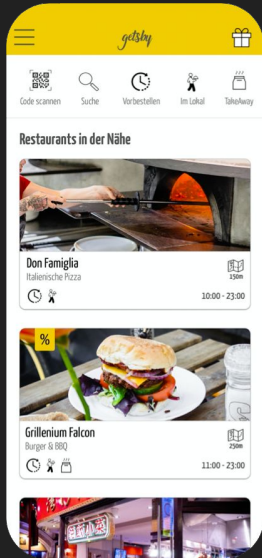 getsby
Code scannen
Suche
Vorbestellen
Im Lokal
TakeAway
Restaurants in der Nähe
Don Famiglia
Italienische Pizza
150m
10:00 - 23:00
%
Grillenium Falcon
Burger & BBQ
250m
11:00 - 23:00